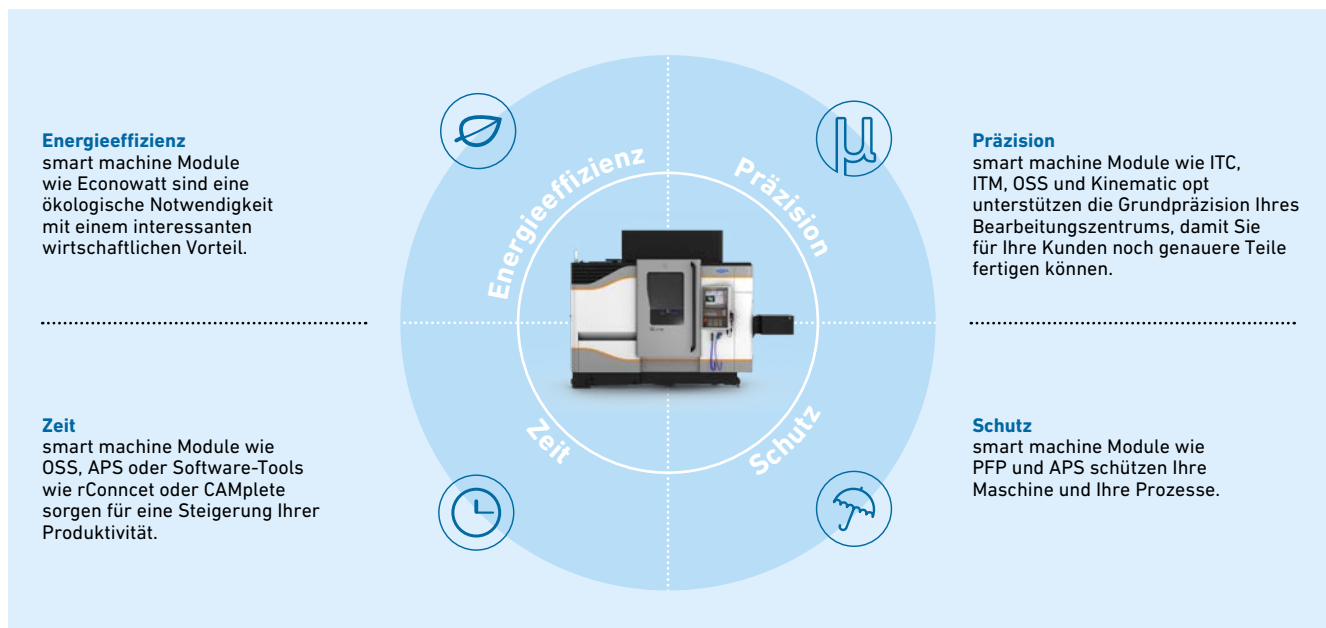 Energieeffizienz
smart machine Module
wie Econowatt sind eine
ökologische Notwendigkeit
mit einem interessanten
wirtschaftlichen Vorteil.
Zeit
smart machine Module wie
OSS, APS oder Software-Tools
wie rConncet oder CAMplete
sorgen für eine Steigerung Ihrer
Produktivität.
Energieeffizienz
µ
Präzision
Zeit
Schutz
Präzision
smart machine Module wie ITC,
ITM, OSS und Kinematic opt
unterstützen die Grundpräzision Ihres
Bearbeitungszentrums, damit Sie
für Ihre Kunden noch genauere Teile
fertigen können.
Schutz
smart machine Module wie
PFP und APS schützen Ihre
Maschine und Ihre Prozesse.